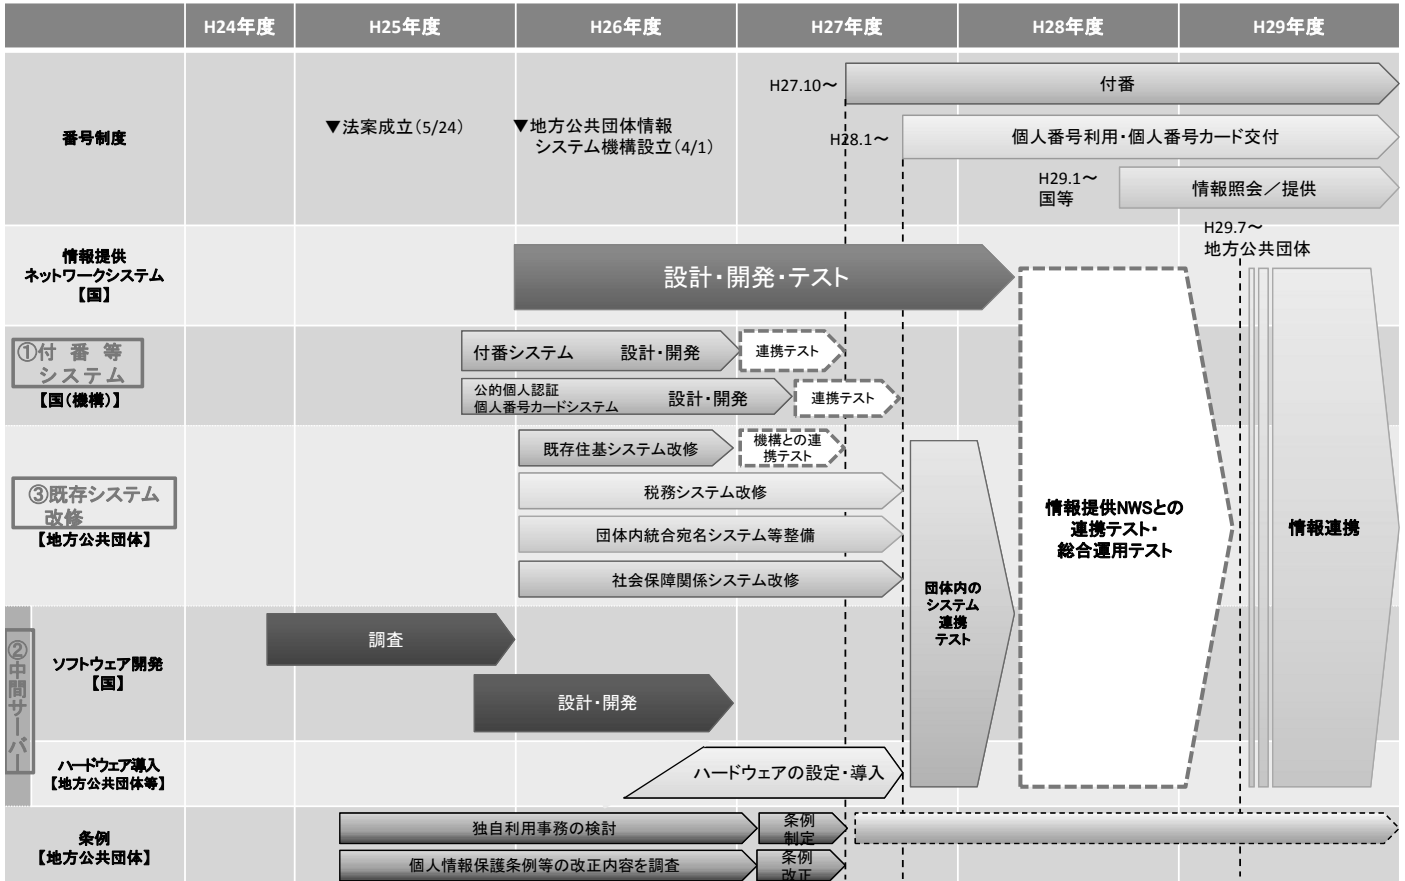 H24年度
H25年度
H26年度
H27年度
H28年度
H29年度
番号制度
▼法案成立(5/24)
▼地方公共団体情報
システム機構設立(4/1)
H27.10～
付番
H28.1～
個人番号利用・個人番号カード交付
H29.1～
国等
情報照会／提供
H29.7～
地方公共団体
情報提供
ネットワークシステム
【国】
設計・開発・テスト
①付 番 等
システム
【国(機構)】
付番システム 設計・開発
連携テスト
公的個人認証
個人番号カードシステム 設計・開発
連携テスト
③既存システム
改修
【地方公共団体】
既存住基システム改修
機構との連
携テスト
税務システム改修
団体内統合宛名システム等整備
社会保障関係システム改修
団体内の
システム
連携
テスト
情報提供NWSとの
連携テスト・
総合運用テスト
情報連携
②中間サーバー
ソフトウェア開発
【国】
調査
設計・開発
ハードウェア導入
【地方公共団体等】
ハードウェアの設定・導入
条例
【地方公共団体】
独自利用事務の検討
条例
制定
個人情報保護条例等の改正内容を調査
条例
改正